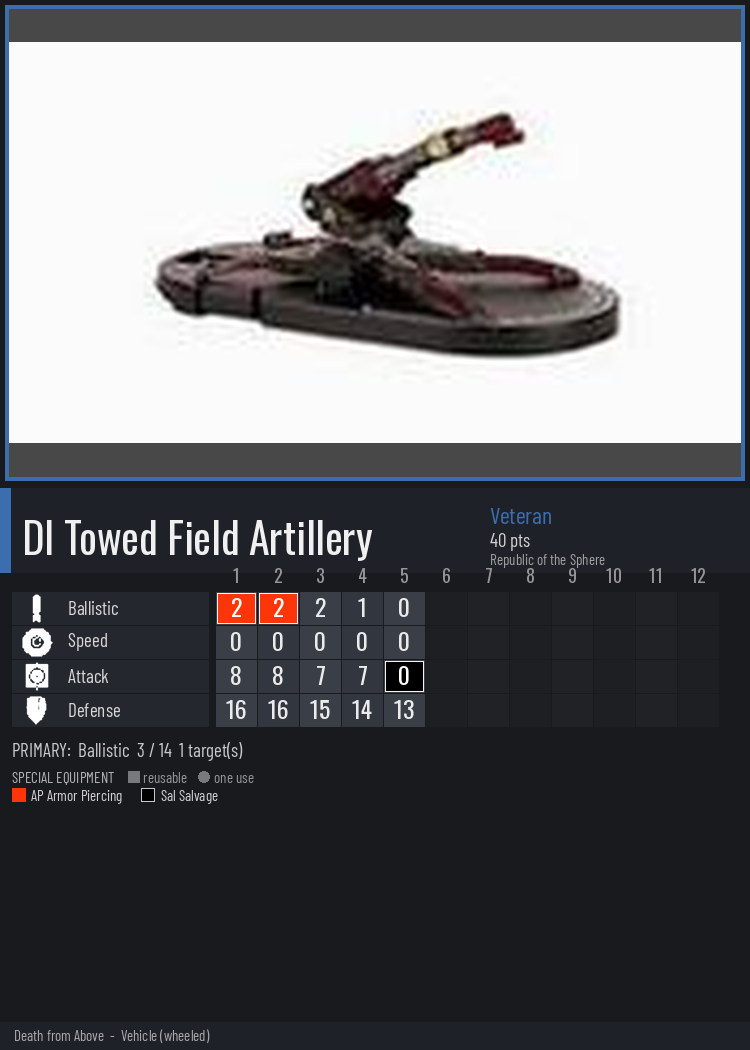 DI Towed Field Artillery
Veteran
40 pts
Republic of the Sphere
1 2 3 4 5 6 7 8 9 10 11 12
Ballistic 2 2 2 1 0
Speed 0 0 0 0 0
Attack 8 8 7 7 0
Defense 16 16 15 14 13
PRIMARY: Ballistic 3 / 14 1 target(s)
SPECIAL EQUIPMENT reusable one use
AP Armor Piercing Sal Salvage
Death from Above - Vehicle (wheeled)